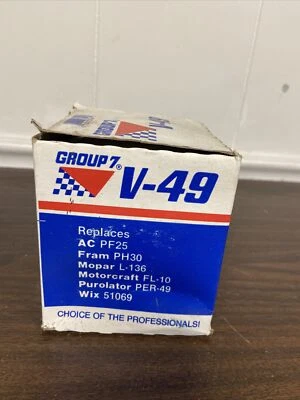 GROUP 7®
V-49
Replaces
AC PF25
Fram PH30
Mopar L-136
Motorcraft FL-10
Purolator PER-49
Wix 51069
CHOICE OF THE PROFESSIONALS!